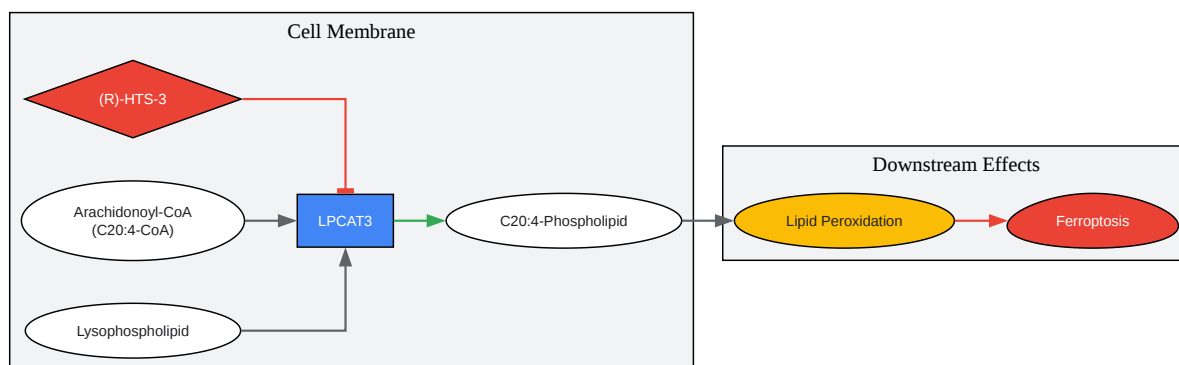 Cell Membrane
(R)-HTS-3
Arachidonoyl-CoA
(C20:4-CoA)
LPCAT3
C20:4-Phospholipid
Lysophospholipid
Downstream Effects
Lipid Peroxidation
Ferroptosis